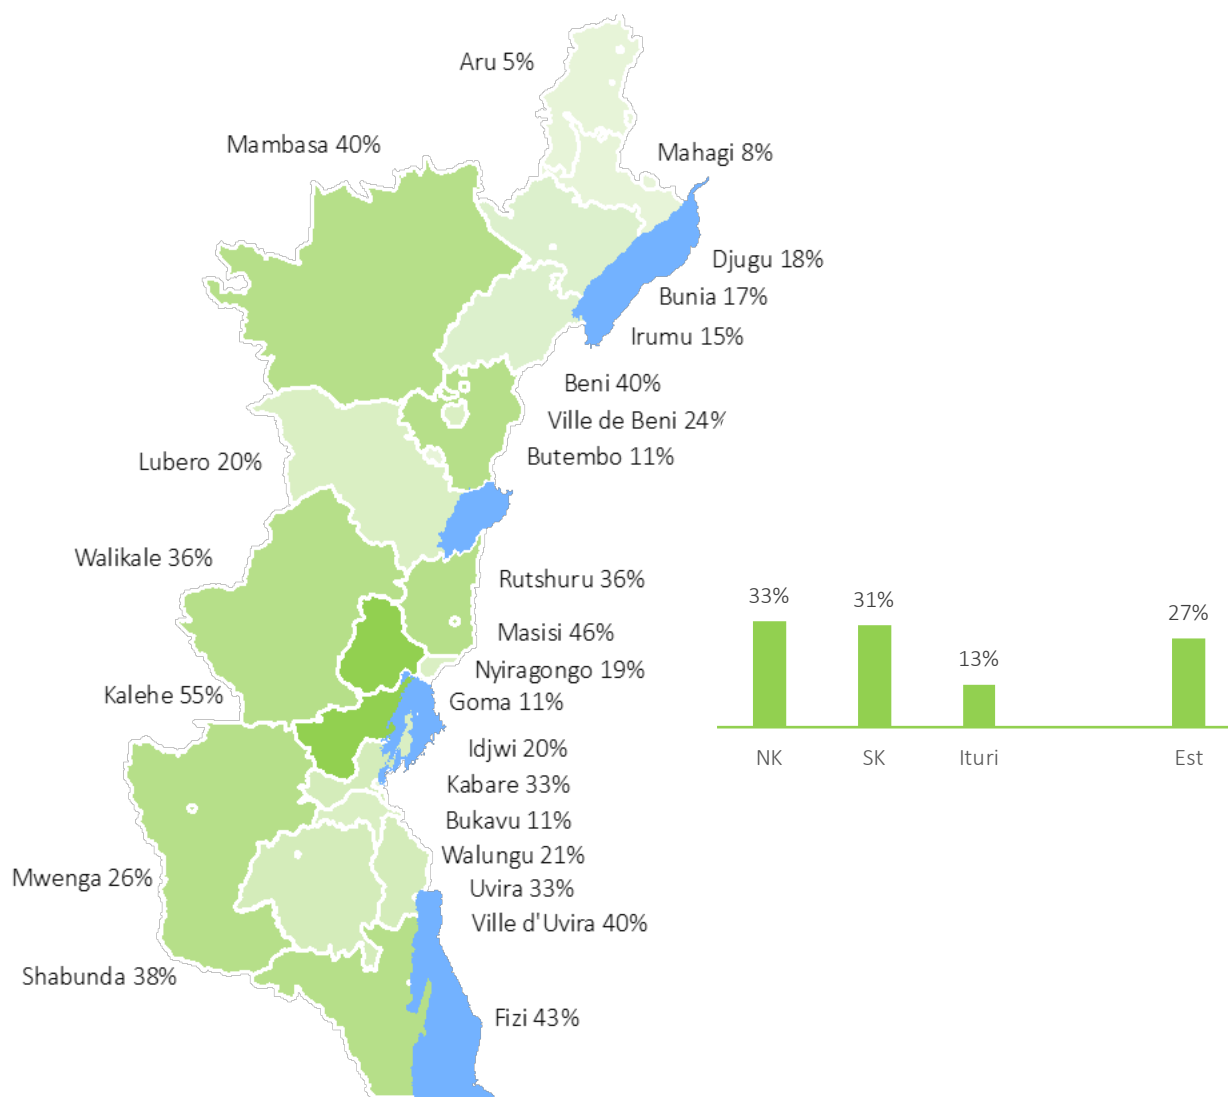 Aru 5%
Mambasa 40%
Mahagi 8%
Djugu 18%
Bunia 17%
Irumu 15%
Beni 40%
Ville de Beni 24%
Butembo 11%
Lubero 20%
Walikale 36%
Rutshuru 36%
Masisi 46%
Nyiragongo 19%
Kalehe 55%
Goma 11%
Idjwi 20%
Kabare 33%
Bukavu 11%
Walungu 21%
Mwenga 26%
Uvira 33%
Ville d'Uvira 40%
Shabunda 38%
Fizi 43%
33%
31%
13%
27%
NK
SK
Ituri
Est